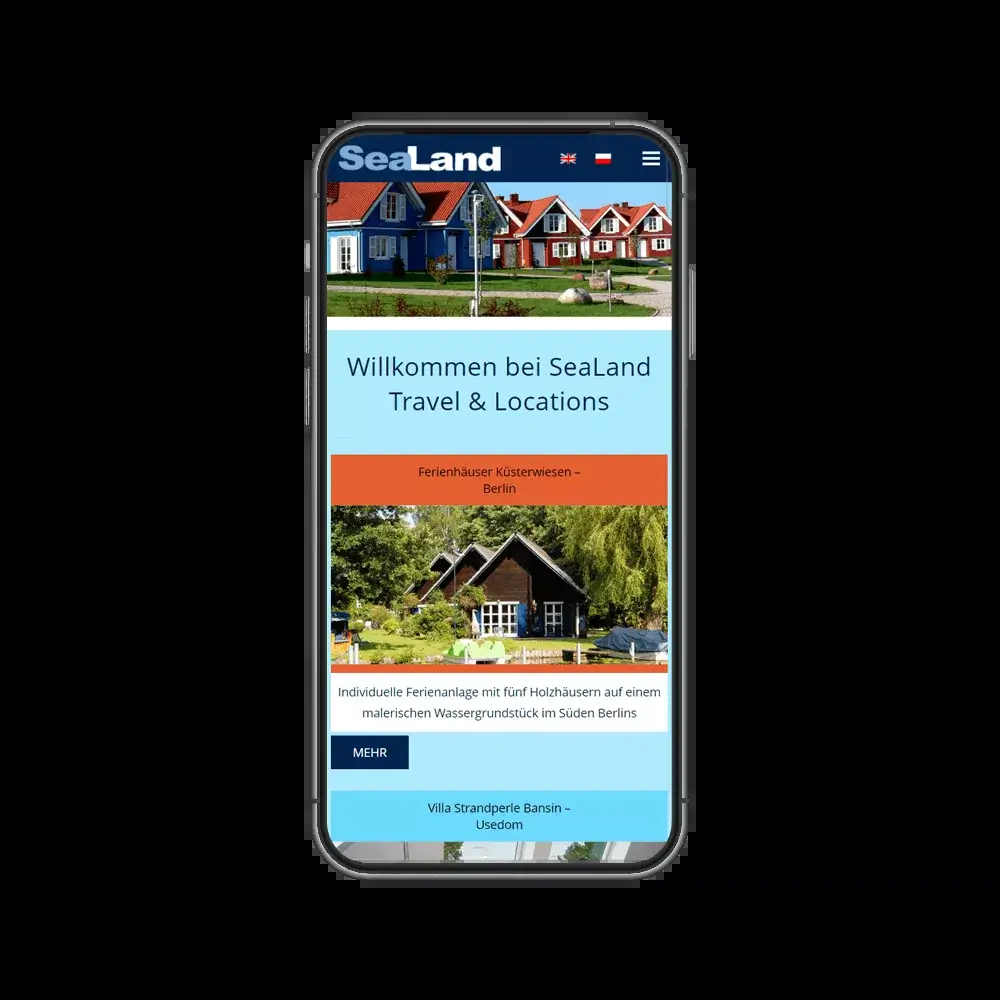 SeaLand
Willkommen bei SeaLand
Travel & Locations
Ferienhäuser Küsterwiesen –
Berlin
Individuelle Ferienanlage mit fünf Holzhäusern auf einem
malerischen Wassergrundstück im Süden Berlins
MEHR
Villa Strandperle Bansin –
Usedom